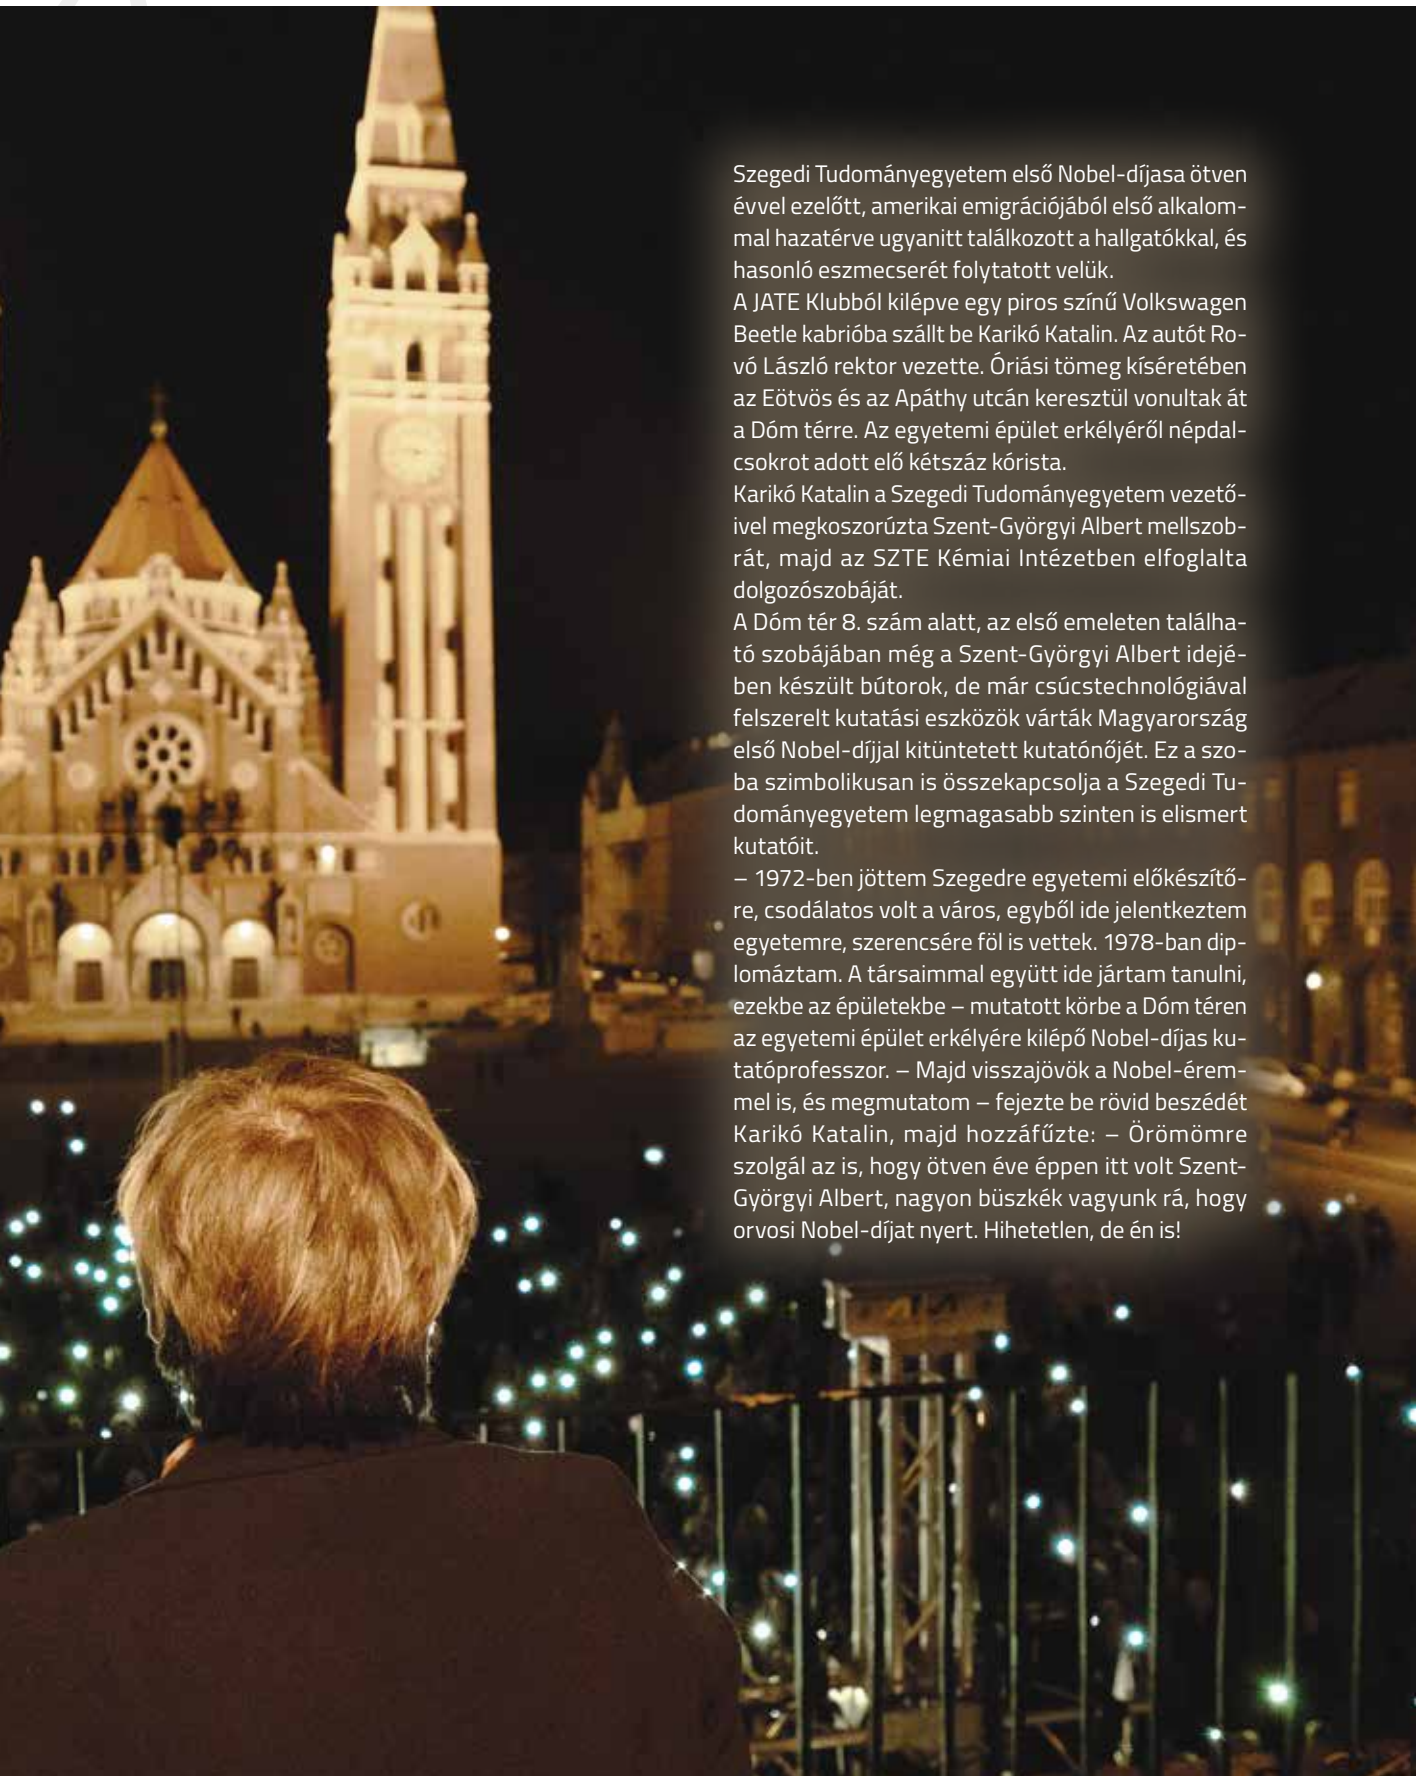 Szegedi Tudományegyetem első Nobel-díjasa ötven
évvel ezelőtt, amerikai emigrációjából első alkalom-
mal hazatérve ugyanitt találkozott a hallgatókkal, és
hasonló eszmecserét folytatott velük.
A JATE Klubból kilépve egy piros színű Volkswagen
Beetle kabrióba szállt be Karikó Katalin. Az autót Ro-
vó László rektor vezette. Óriási tömeg kíséretében
az Eötvös és az Apáthy utcán keresztül vonultak át
a Dóm térre. Az egyetemi épület erkélyéről népdal-
csokrot adott elő kétszáz kórista.
Karikó Katalin a Szegedi Tudományegyetem vezető-
ivel megkoszorúzta Szent-Györgyi Albert mellszob-
rát, majd az SZTE Kémiai Intézetben elfoglalta
dolgozószobáját.
A Dóm tér 8. szám alatt, az első emeleten találha-
tó szobájában még a Szent-Györgyi Albert idejé-
ben készült bútorok, de már csúcstechnológiával
felszerelt kutatási eszközök várták Magyarország
első Nobel-díjjal kitüntetett kutatónőjét. Ez a szo-
ba szimbolikusan is összekapcsolja a Szegedi Tu-
dományegyetem legmagasabb szinten is elismert
kutatóit.
– 1972-ben jöttem Szegedre egyetemi előkészítő-
re, csodálatos volt a város, egyből ide jelentkeztem
egyetemre, szerencsére föl is vettek. 1978-ban dip-
lomáztam. A társaimmal együtt ide jártam tanulni,
ezekbe az épületekbe – mutatott körbe a Dóm téren
az egyetemi épület erkélyére kilépő Nobel-díjas ku-
tatóprofesszor. – Majd visszajövök a Nobel-érem-
mel is, és megmutatom – fejezte be rövid beszédét
Karikó Katalin, majd hozzáfűzte: – Örömömre
szolgál az is, hogy ötven éve éppen itt volt Szent-
Györgyi Albert, nagyon büszkék vagyunk rá, hogy
orvosi Nobel-díjat nyert. Hihetetlen, de én is!